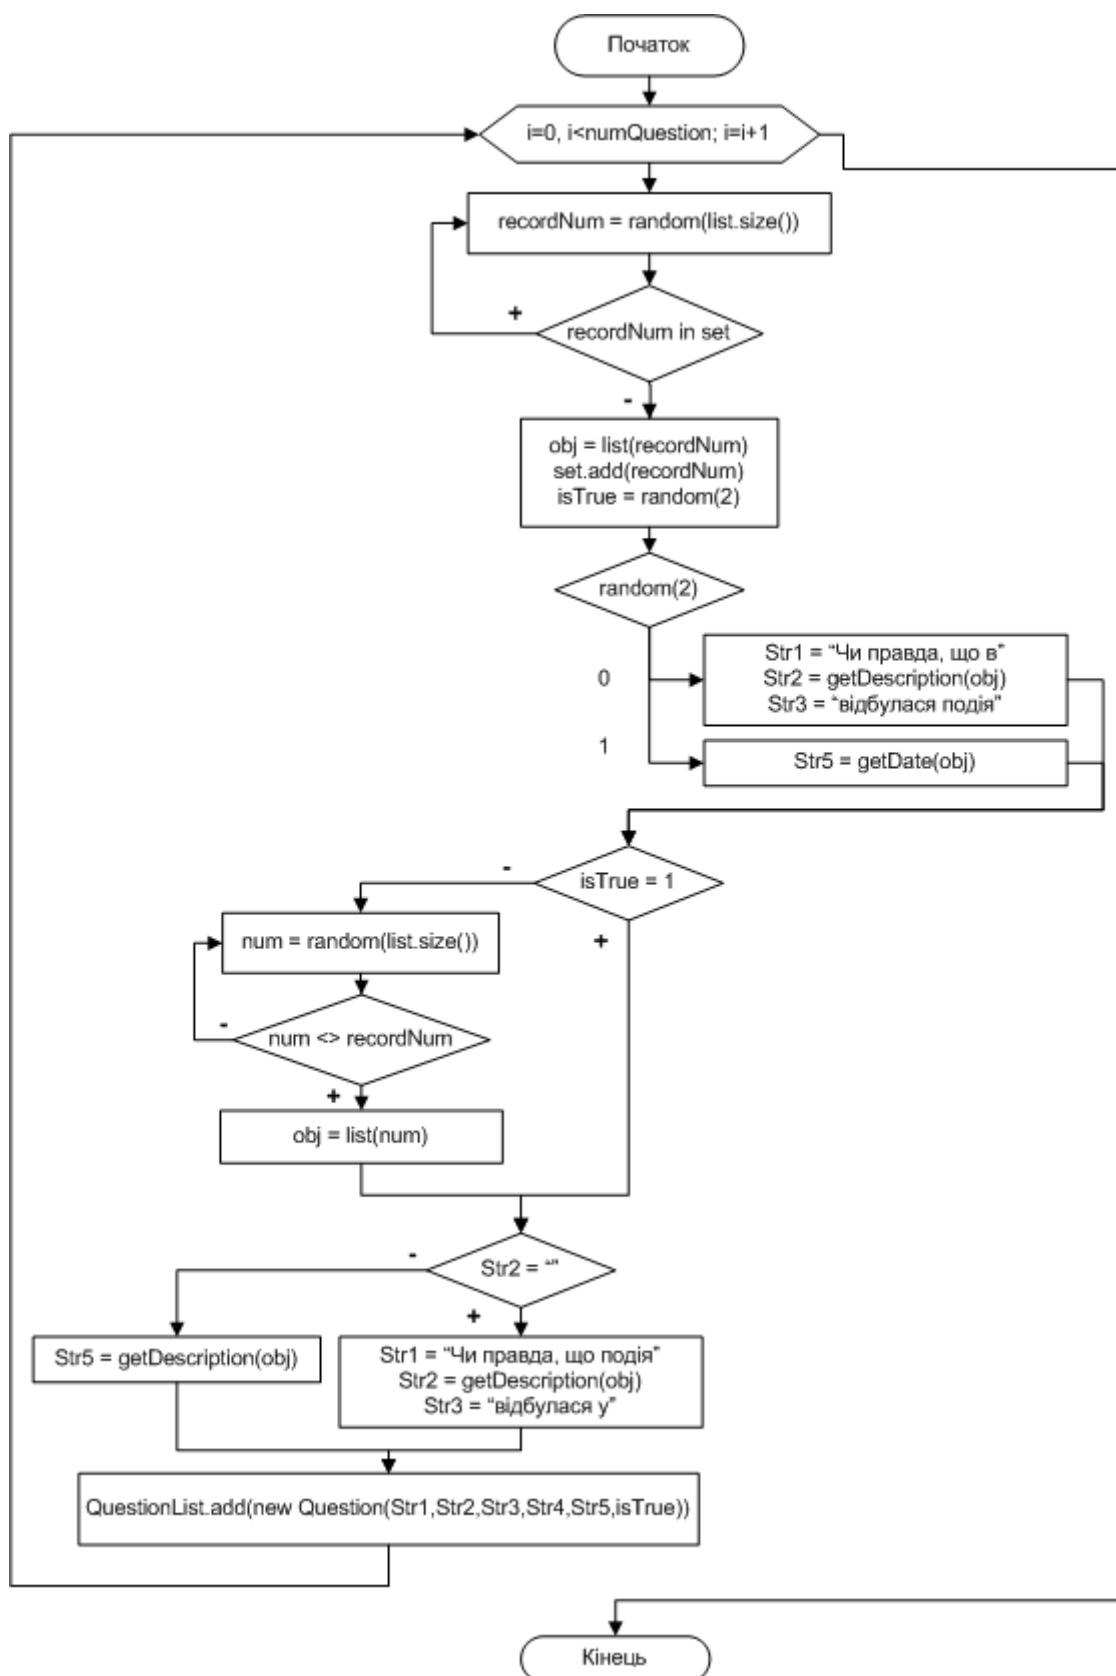 Початок
i=0, i<numQuestion; i=i+1
recordNum = random(list.size())
+
recordNum in set
-
obj = list(recordNum)
set.add(recordNum)
isTrue = random(2)
random(2)
0
Str1 = “Чи правда, що в”
Str2 = getDescription(obj)
Str3 = “відбулася подія”
1
Str5 = getDate(obj)
-
isTrue = 1
+
num = random(list.size())
-
num <> recordNum
+
obj = list(num)
-
Str2 = “”
+
Str5 = getDescription(obj)
Str1 = “Чи правда, що подія”
Str2 = getDescription(obj)
Str3 = “відбулася у”
QuestionList.add(new Question(Str1,Str2,Str3,Str4,Str5,isTrue))
Кінець